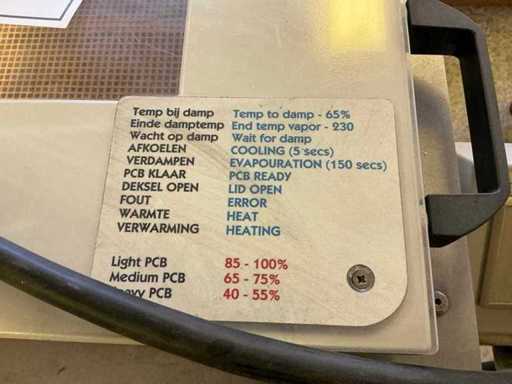 Temp bij damp Temp to damp - 65%
Einde damptemp End temp vapor - 230
Wacht op damp Wait for damp
AFKOELEN COOLING (5 secs)
VERDAMPEN EVAPOURATION (150 secs)
PCB KLAAR PCB READY
DEKSEL OPEN LID OPEN
FOUT ERROR
WARMTE HEAT
VERWARMING HEATING
Light PCB 85 - 100%
Medium PCB 65 - 75%
PCB 40 - 55%